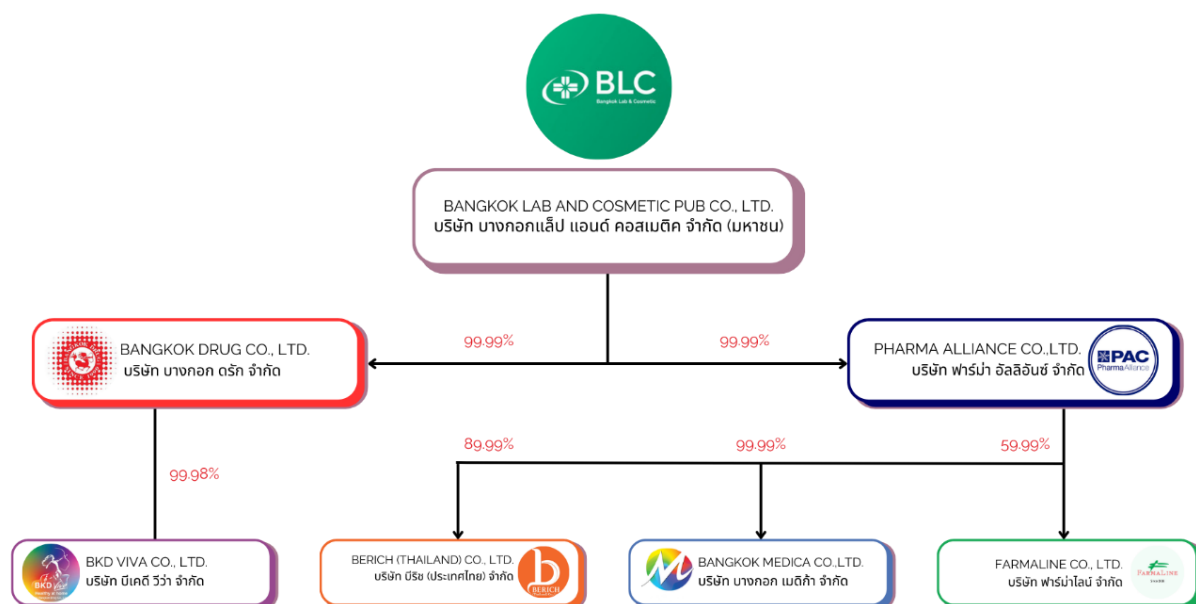 BLC
Bangkok Lab & Cosmetic
BANGKOK LAB AND COSMETIC PUB CO., LTD.
บริษัท บางกอกแล็ป แอนด์ คอสเมติค จำกัด (มหาชน)
99.99%
99.99%
BANGKOK DRUG CO., LTD.
บริษัท บางกอก ดรัก จำกัด
PHARMA ALLIANCE CO.,LTD.
บริษัท ฟาร์ม่า อัลลิอันซ์ จำกัด
PAC
PharmaAlliance
99.98%
89.99%
99.99%
59.99%
BKD Viva
BKD VIVA CO., LTD.
บริษัท บีเคดี วีว่า จำกัด
BERICH (THAILAND) CO., LTD.
บริษัท บีริช (ประเทศไทย) จำกัด
BERICH
BANGKOK MEDICA CO.,LTD.
บริษัท บางกอก เมดิก้า จำกัด
FARMALINE CO., LTD.
บริษัท ฟาร์ม่าไลน์ จำกัด
FARMALINE